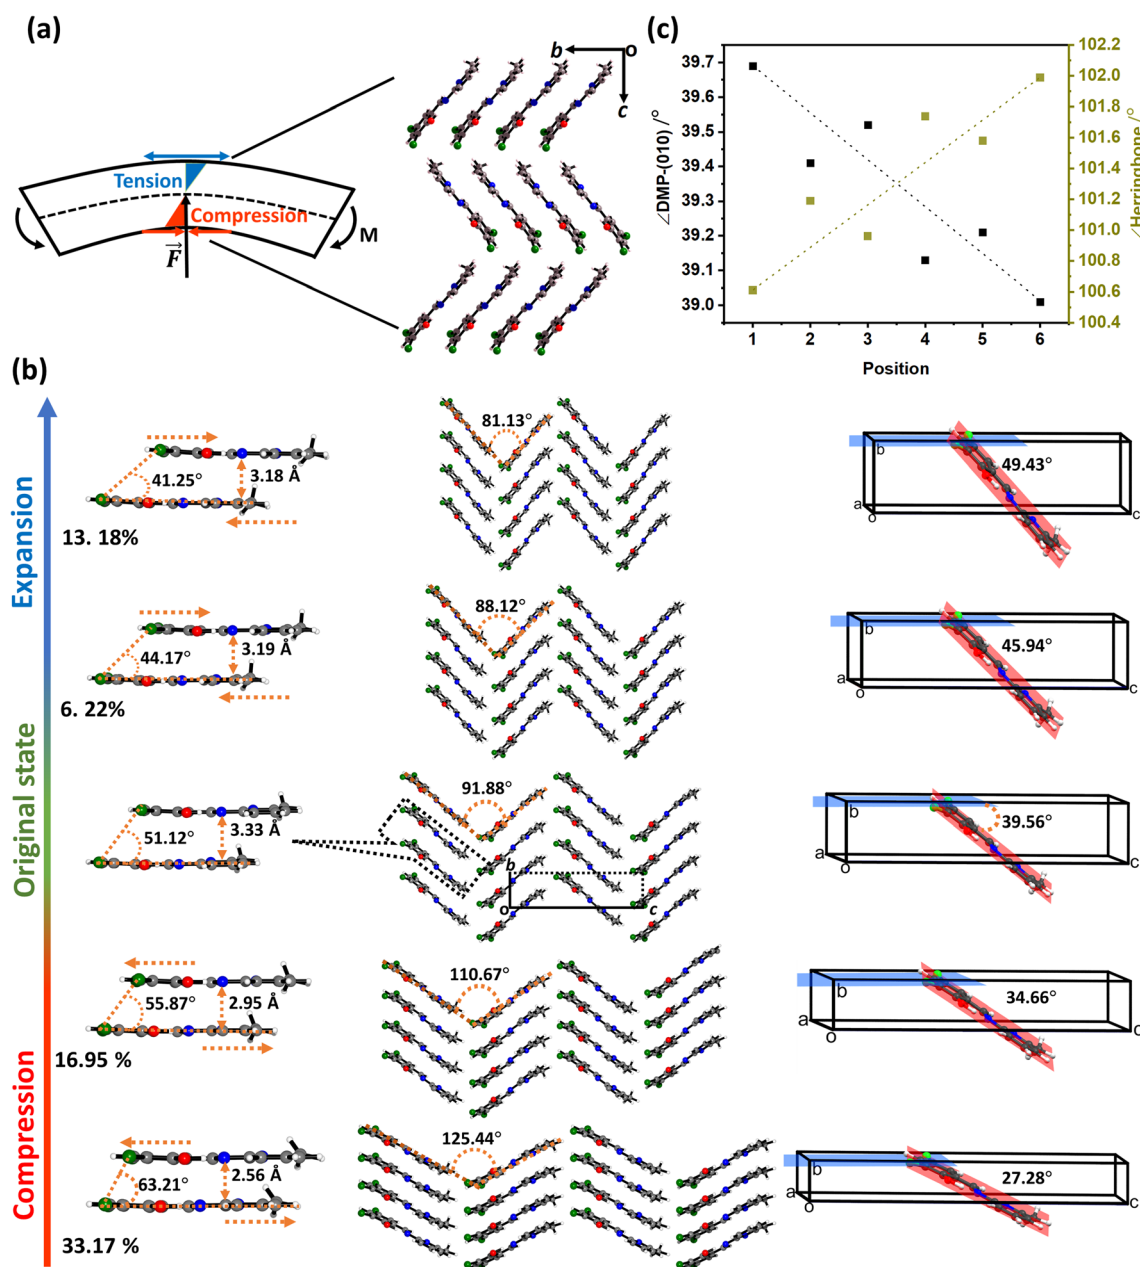 (a)
b
o
c
Tension
Compression
F
M
(c)
∠DMP-(010) /°
39.7
39.6
39.5
39.4
39.3
39.2
39.1
39.0
102.2
102.0
101.8
101.6
101.4
101.2
101.0
100.8
100.6
100.4
∠Herringbone /°
1 2 3 4 5 6
Position
(b)
Expansion
Original state
Compression
41.25°
3.18 Å
13. 18%
81.13°
49.43°
b
a
o
c
44.17°
3.19 Å
6. 22%
88.12°
45.94°
b
a
o
c
51.12°
3.33 Å
91.88°
b
o
c
39.56°
b
a
o
c
55.87°
2.95 Å
16.95 %
110.67°
34.66°
b
a
o
c
63.21°
2.56 Å
33.17 %
125.44°
27.28°
b
a
o
c